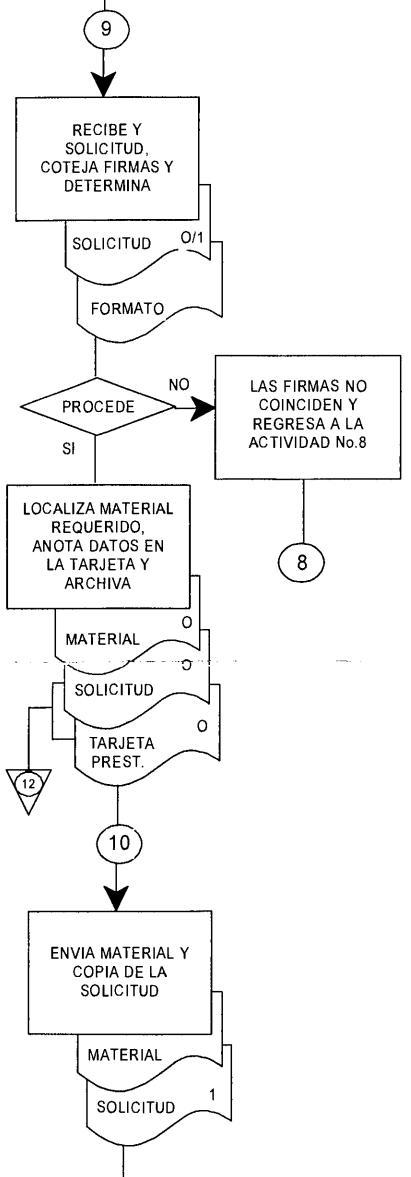 9
RECIBE Y
SOLICITUD,
COTEJA FIRMAS Y
DETERMINA
SOLICITUD O/1
FORMATO
PROCEDE
NO
LAS FIRMAS NO
COINCIDEN Y
REGRESA A LA
ACTIVIDAD No.8
8
SI
LOCALIZA MATERIAL
REQUERIDO,
ANOTA DATOS EN
LA TARJETA Y
ARCHIVA
MATERIAL O
SOLICITUD O
TARJETA O
PREST.
12
10
ENVIA MATERIAL Y
COPIA DE LA
SOLICITUD
MATERIAL
SOLICITUD 1